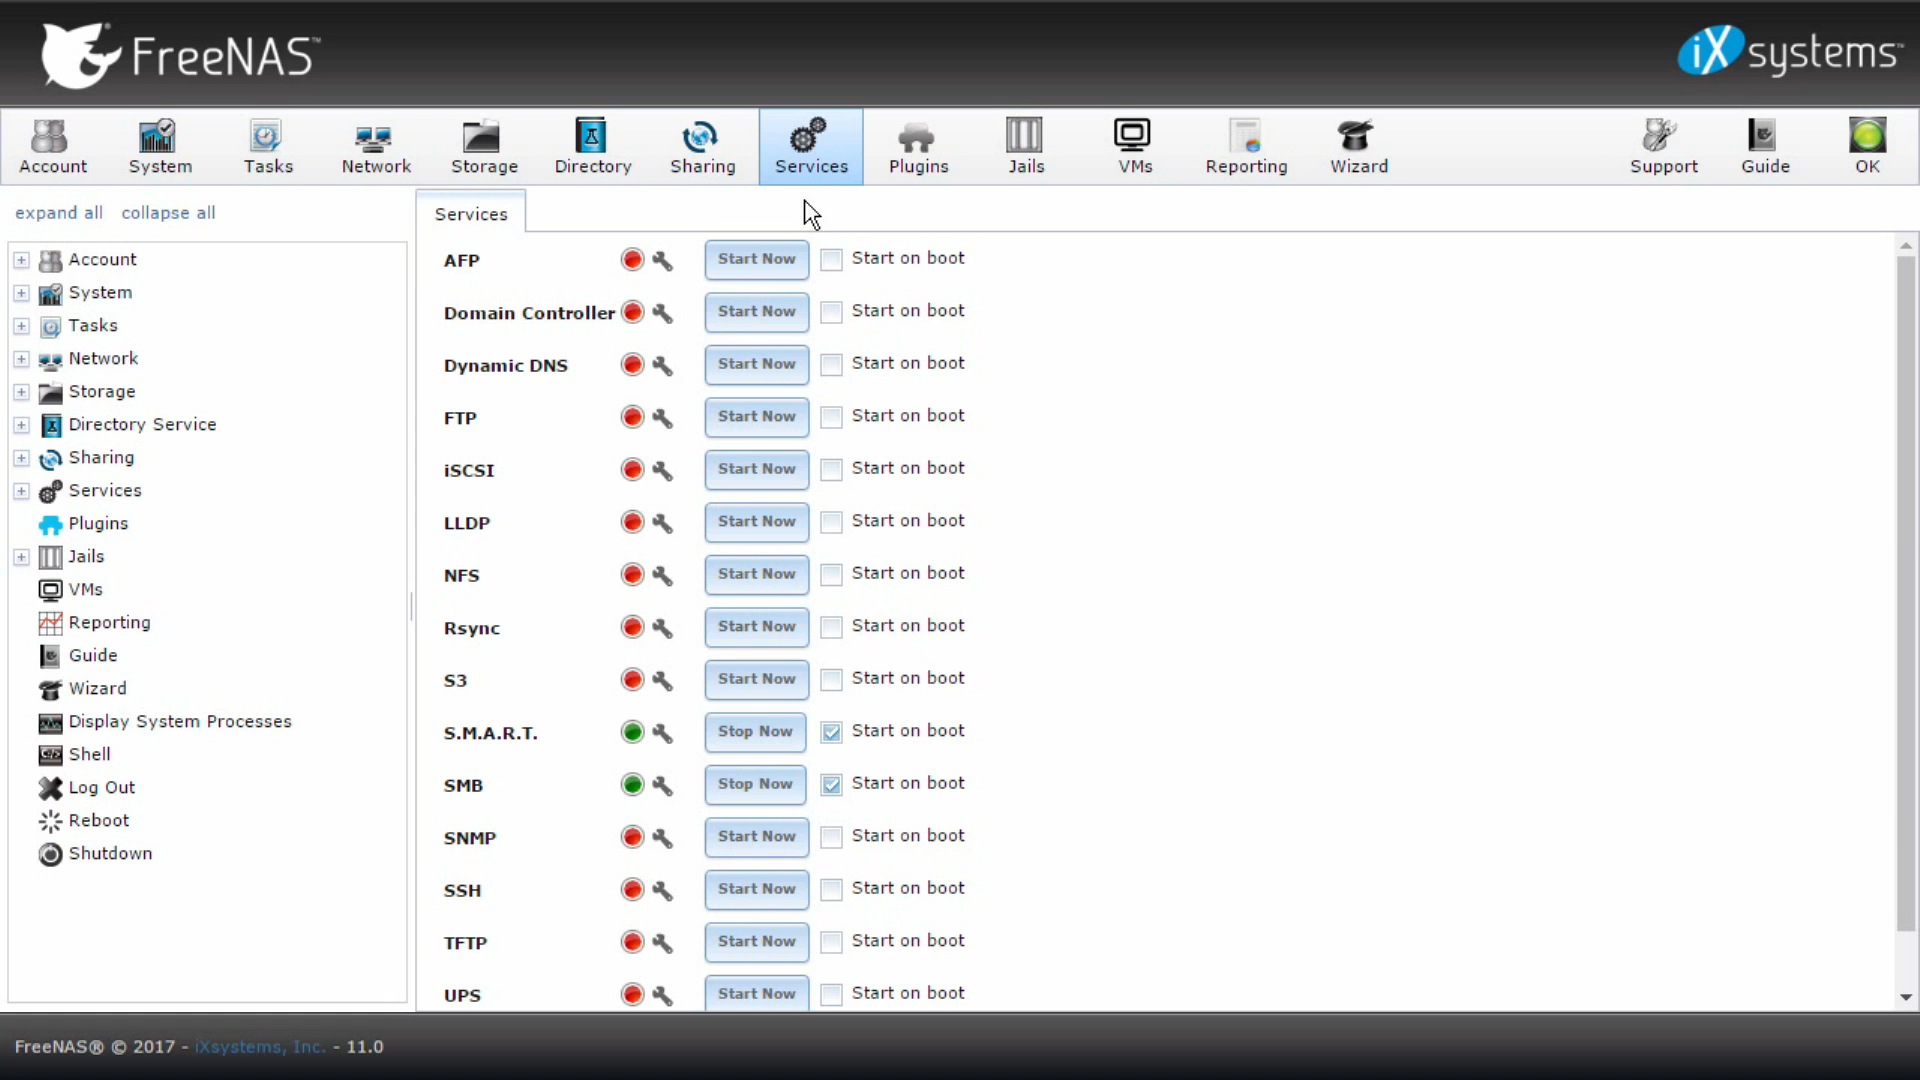 FreeNAS™
iXsystems™
Account System Tasks Network Storage Directory Sharing Services Plugins Jails VMs Reporting Wizard Support Guide OK
expand all collapse all
Account
System
Tasks
Network
Storage
Directory Service
Sharing
Services
Plugins
Jails
VMs
Reporting
Guide
Wizard
Display System Processes
Shell
Log Out
Reboot
Shutdown
Services
AFP Start Now Start on boot
Domain Controller Start Now Start on boot
Dynamic DNS Start Now Start on boot
FTP Start Now Start on boot
iSCSI Start Now Start on boot
LLDP Start Now Start on boot
NFS Start Now Start on boot
Rsync Start Now Start on boot
S3 Start Now Start on boot
S.M.A.R.T. Stop Now Start on boot
SMB Stop Now Start on boot
SNMP Start Now Start on boot
SSH Start Now Start on boot
TFTP Start Now Start on boot
UPS Start Now Start on boot
FreeNAS® © 2017 - iXsystems, Inc. - 11.0